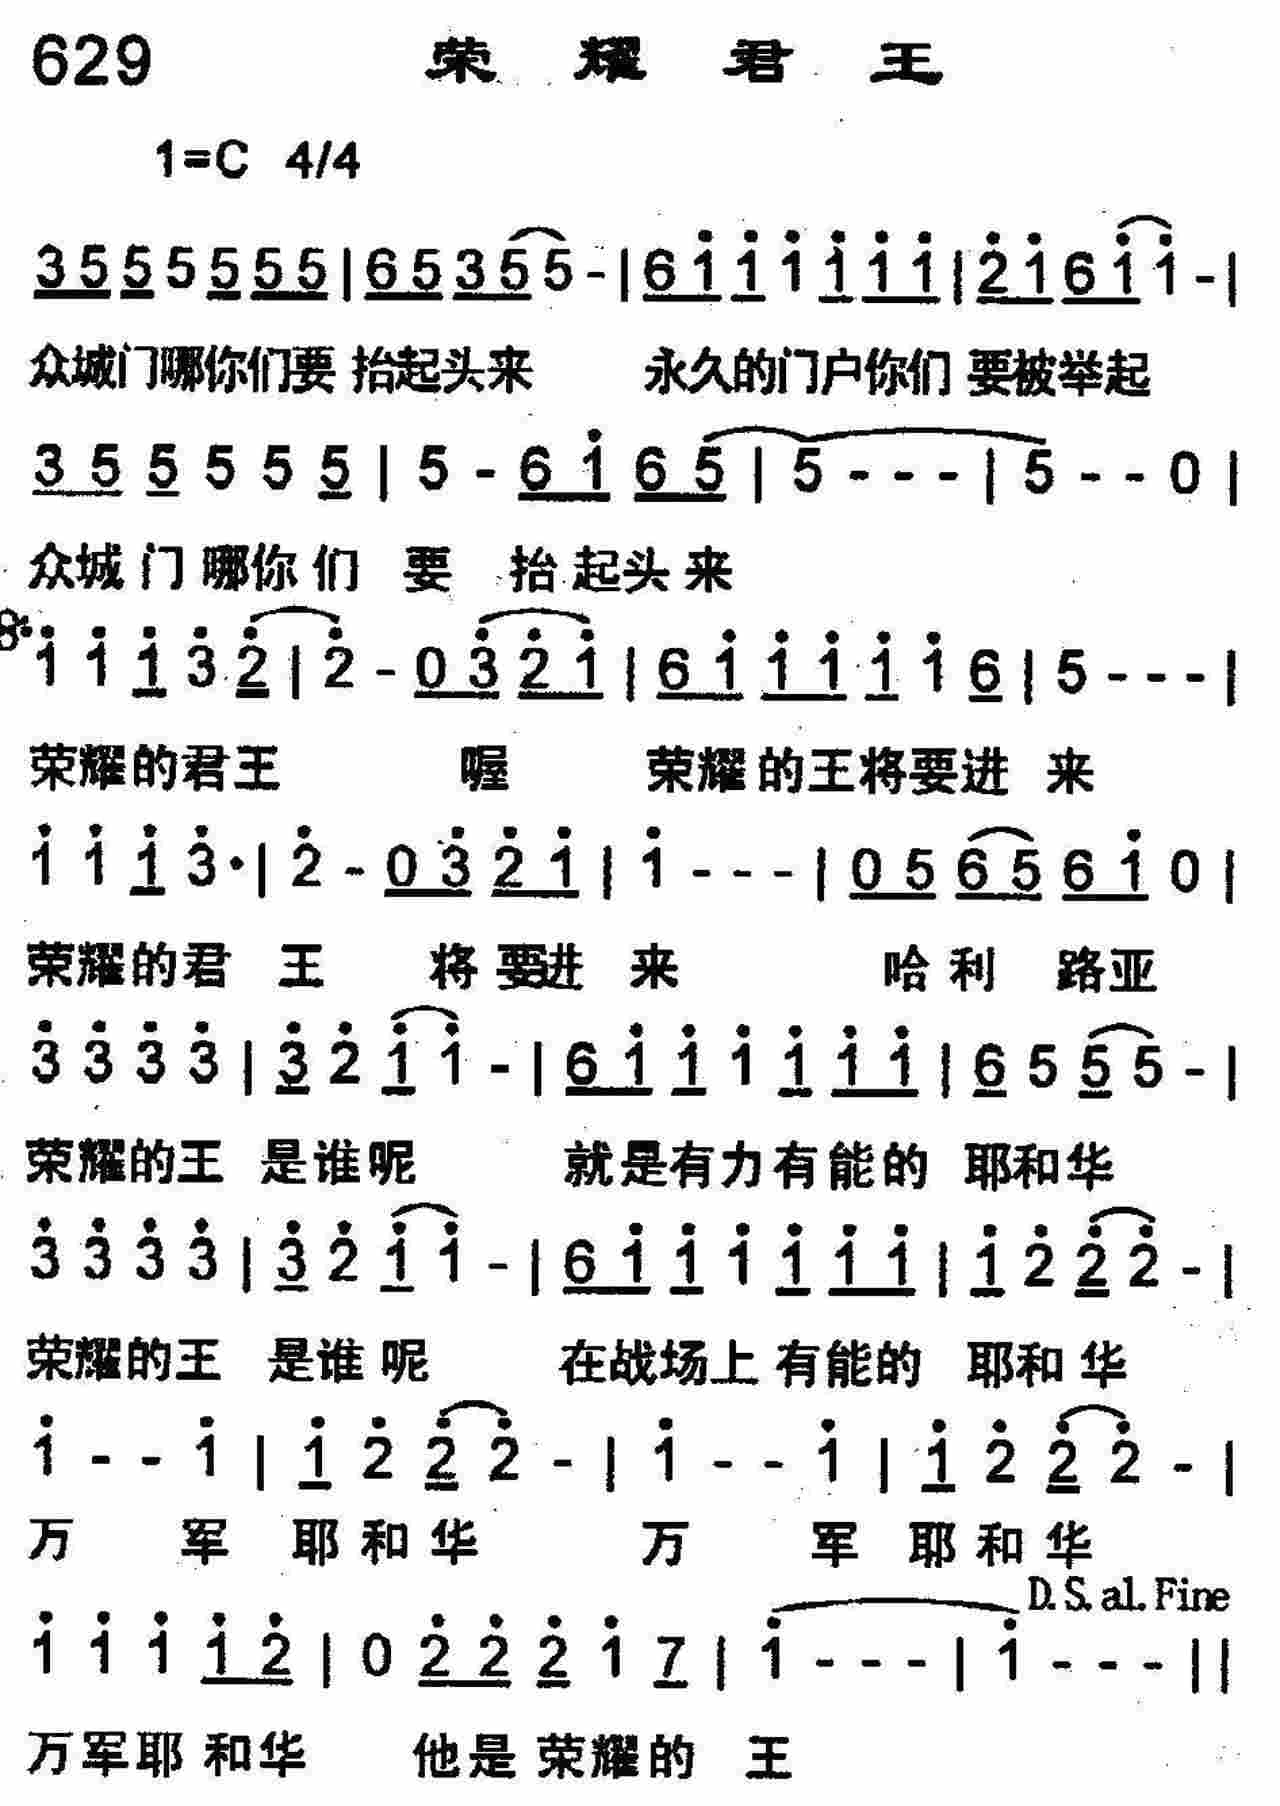 629 荣耀君王
1=C 4/4
3 5 5 5 5 5 5 | 6 5 3 5 5 - | 6 1̇ 1̇ 1̇ 1̇ 1̇ 1̇ | 2̇ 1̇ 6 1̇ 1̇ - |
众城门哪你们要 抬起头来 永久的门户你们 要被举起
3 5 5 5 5 5 | 5 - 6 1̇ 6 5 | 5 - - - | 5 - - 0 |
众城门哪你们 要 抬起头来
1̇ 1̇ 1̇ 3̇ 2̇ | 2̇ - 0 3̇ 2̇ 1̇ | 6 1̇ 1̇ 1̇ 1̇ 1̇ 6 | 5 - - - |
荣耀的君王 喔 荣耀的王将要进 来
1̇ 1̇ 1̇ 3̇ · | 2̇ - 0 3̇ 2̇ 1̇ | 1̇ - - - | 0 5 6 5 6 1̇ 0 |
荣耀的君 王 将要进 来 哈利 路亚
3̇ 3̇ 3̇ 3̇ | 3̇ 2̇ 1̇ 1̇ - | 6 1̇ 1̇ 1̇ 1̇ 1̇ 1̇ | 6 5 5 5 - |
荣耀的王 是谁呢 就是有力有能的 耶和华
3̇ 3̇ 3̇ 3̇ | 3̇ 2̇ 1̇ 1̇ - | 6 1̇ 1̇ 1̇ 1̇ 1̇ 1̇ | 1̇ 2̇ 2̇ 2̇ - |
荣耀的王 是谁呢 在战场上有能的 耶和华
1̇ - - 1̇ | 1̇ 2̇ 2̇ 2̇ - | 1̇ - - 1̇ | 1̇ 2̇ 2̇ 2̇ - |
万 军 耶和华 万 军 耶和华
D.S.al.Fine
1̇ 1̇ 1̇ 1̇ 2̇ | 0 2̇ 2̇ 2̇ 1̇ 7 | 1̇ - - - | 1̇ - - - ||
万军耶和华 他是荣耀的 王